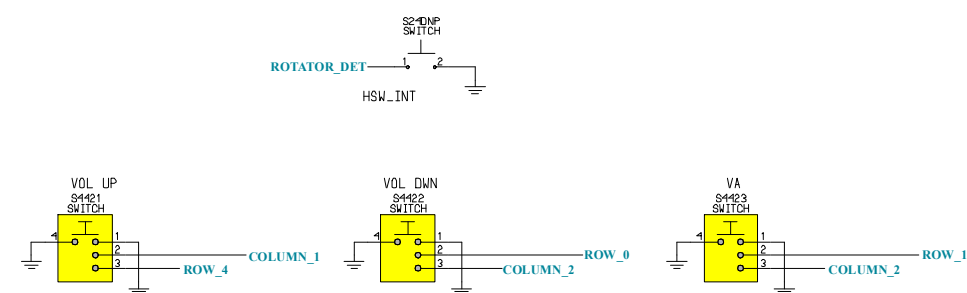 S24DNP
SWITCH
ROTATOR_DET
1 2
HSW_INT
VOL UP
S4421
SWITCH
4 1
2 COLUMN_1
3 ROW_4
VOL DWN
S4422
SWITCH
4 1
2 ROW_0
3 COLUMN_2
VA
S4423
SWITCH
4 1
2 ROW_1
3 COLUMN_2